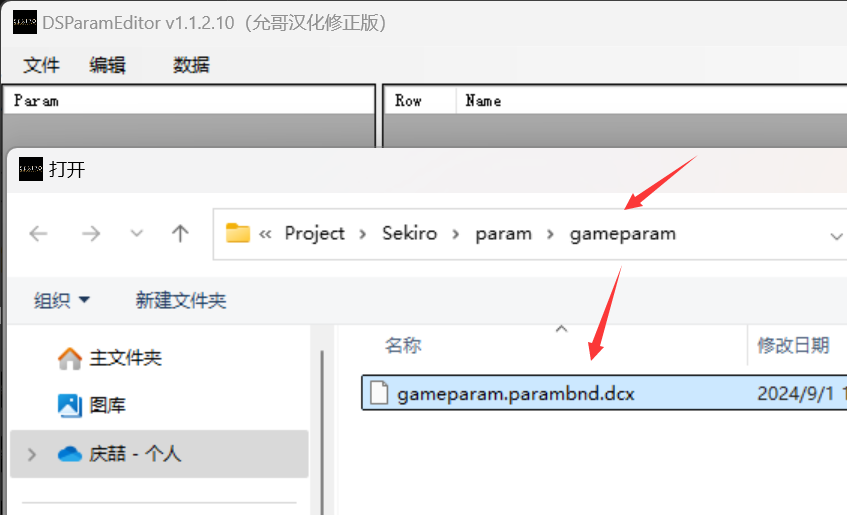 DSParamEditor v1.1.2.10（允哥汉化修正版）
文件 编辑 数据
Param Row Name
打开
« Project › Sekiro › param › gameparam
组织 新建文件夹
名称 修改日期
主文件夹
gameparam.parambnd.dcx 2024/9/1 1
图库
庆喆 - 个人